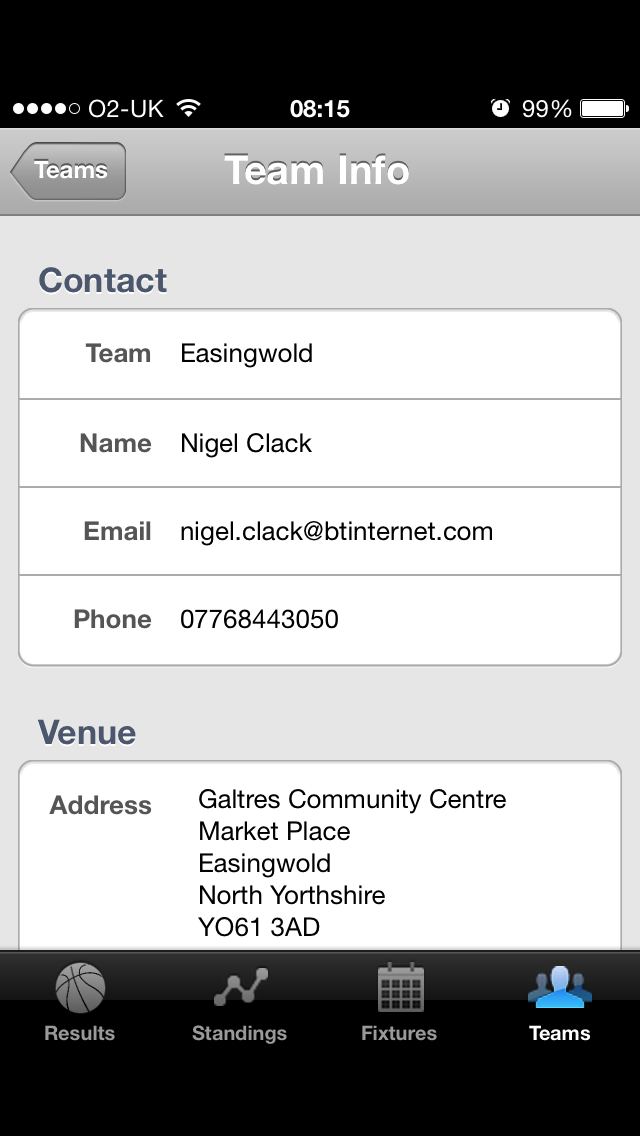 O2-UK 08:15 99%
Teams Team Info
Contact
Team Easingwold
Name Nigel Clack
Email nigel.clack@btinternet.com
Phone 07768443050
Venue
Address Galtres Community Centre
Market Place
Easingwold
North Yorthshire
YO61 3AD
Results Standings Fixtures Teams